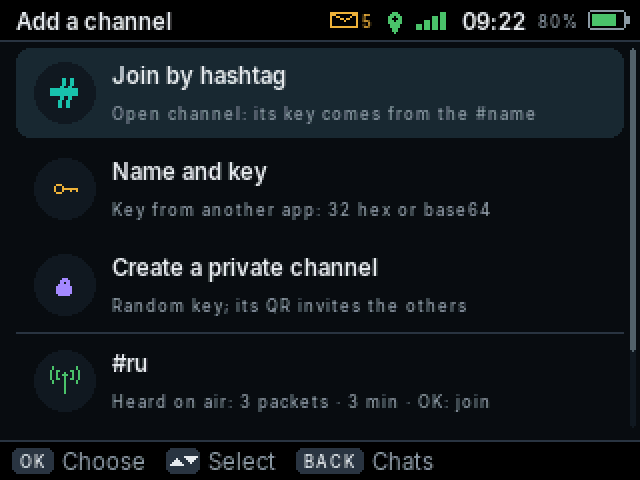 Add a channel 5 09:22 80%
Join by hashtag
Open channel: its key comes from the #name
Name and key
Key from another app: 32 hex or base64
Create a private channel
Random key; its QR invites the others
#ru
Heard on air: 3 packets · 3 min · OK: join
OK Choose Select BACK Chats